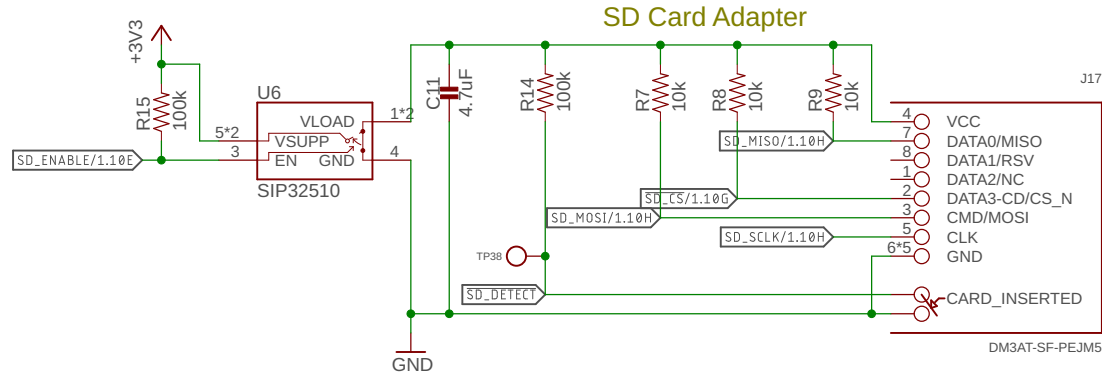 SD Card Adapter
+3V3
R15
100k
U6
VLOAD
1*2
5*2
VSUPP
3
EN
GND
4
SIP32510
SD_ENABLE/1.10E
C11
4.7uF
R14
100k
R7
10k
R8
10k
R9
10k
J17
4
VCC
SD_MISO/1.10H
7
DATA0/MISO
8
DATA1/RSV
1
DATA2/NC
SD_CS/1.10G
2
DATA3-CD/CS_N
SD_MOSI/1.10H
3
CMD/MOSI
SD_SCLK/1.10H
5
CLK
6*5
GND
TP38
SD_DETECT
CARD_INSERTED
GND
DM3AT-SF-PEJM5